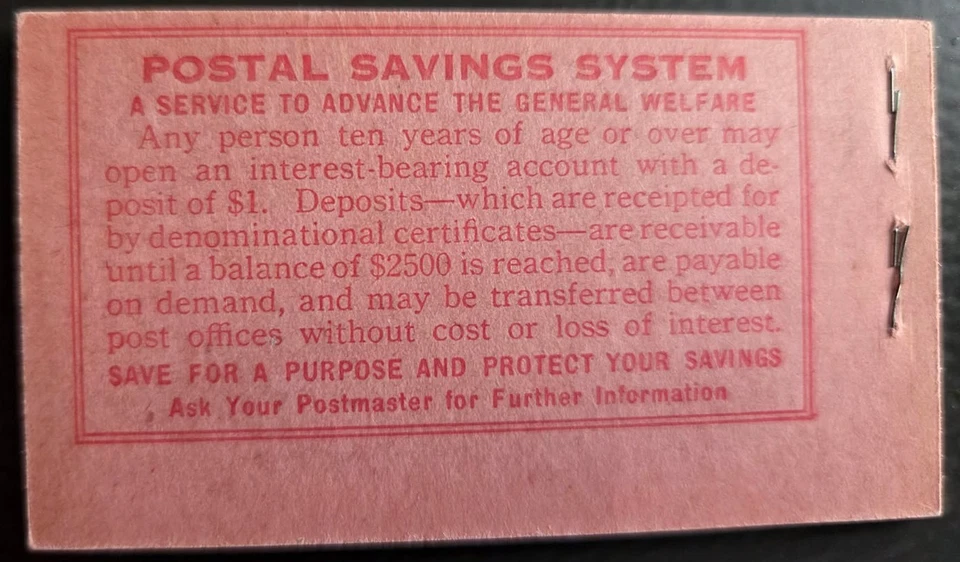 POSTAL SAVINGS SYSTEM
A SERVICE TO ADVANCE THE GENERAL WELFARE
Any person ten years of age or over may
open an interest-bearing account with a de-
posit of $1. Deposits—which are receipted for
by denominational certificates—are receivable
until a balance of $2500 is reached, are payable
on demand, and may be transferred between
post offices without cost or loss of interest.
SAVE FOR A PURPOSE AND PROTECT YOUR SAVINGS
Ask Your Postmaster for Further Information